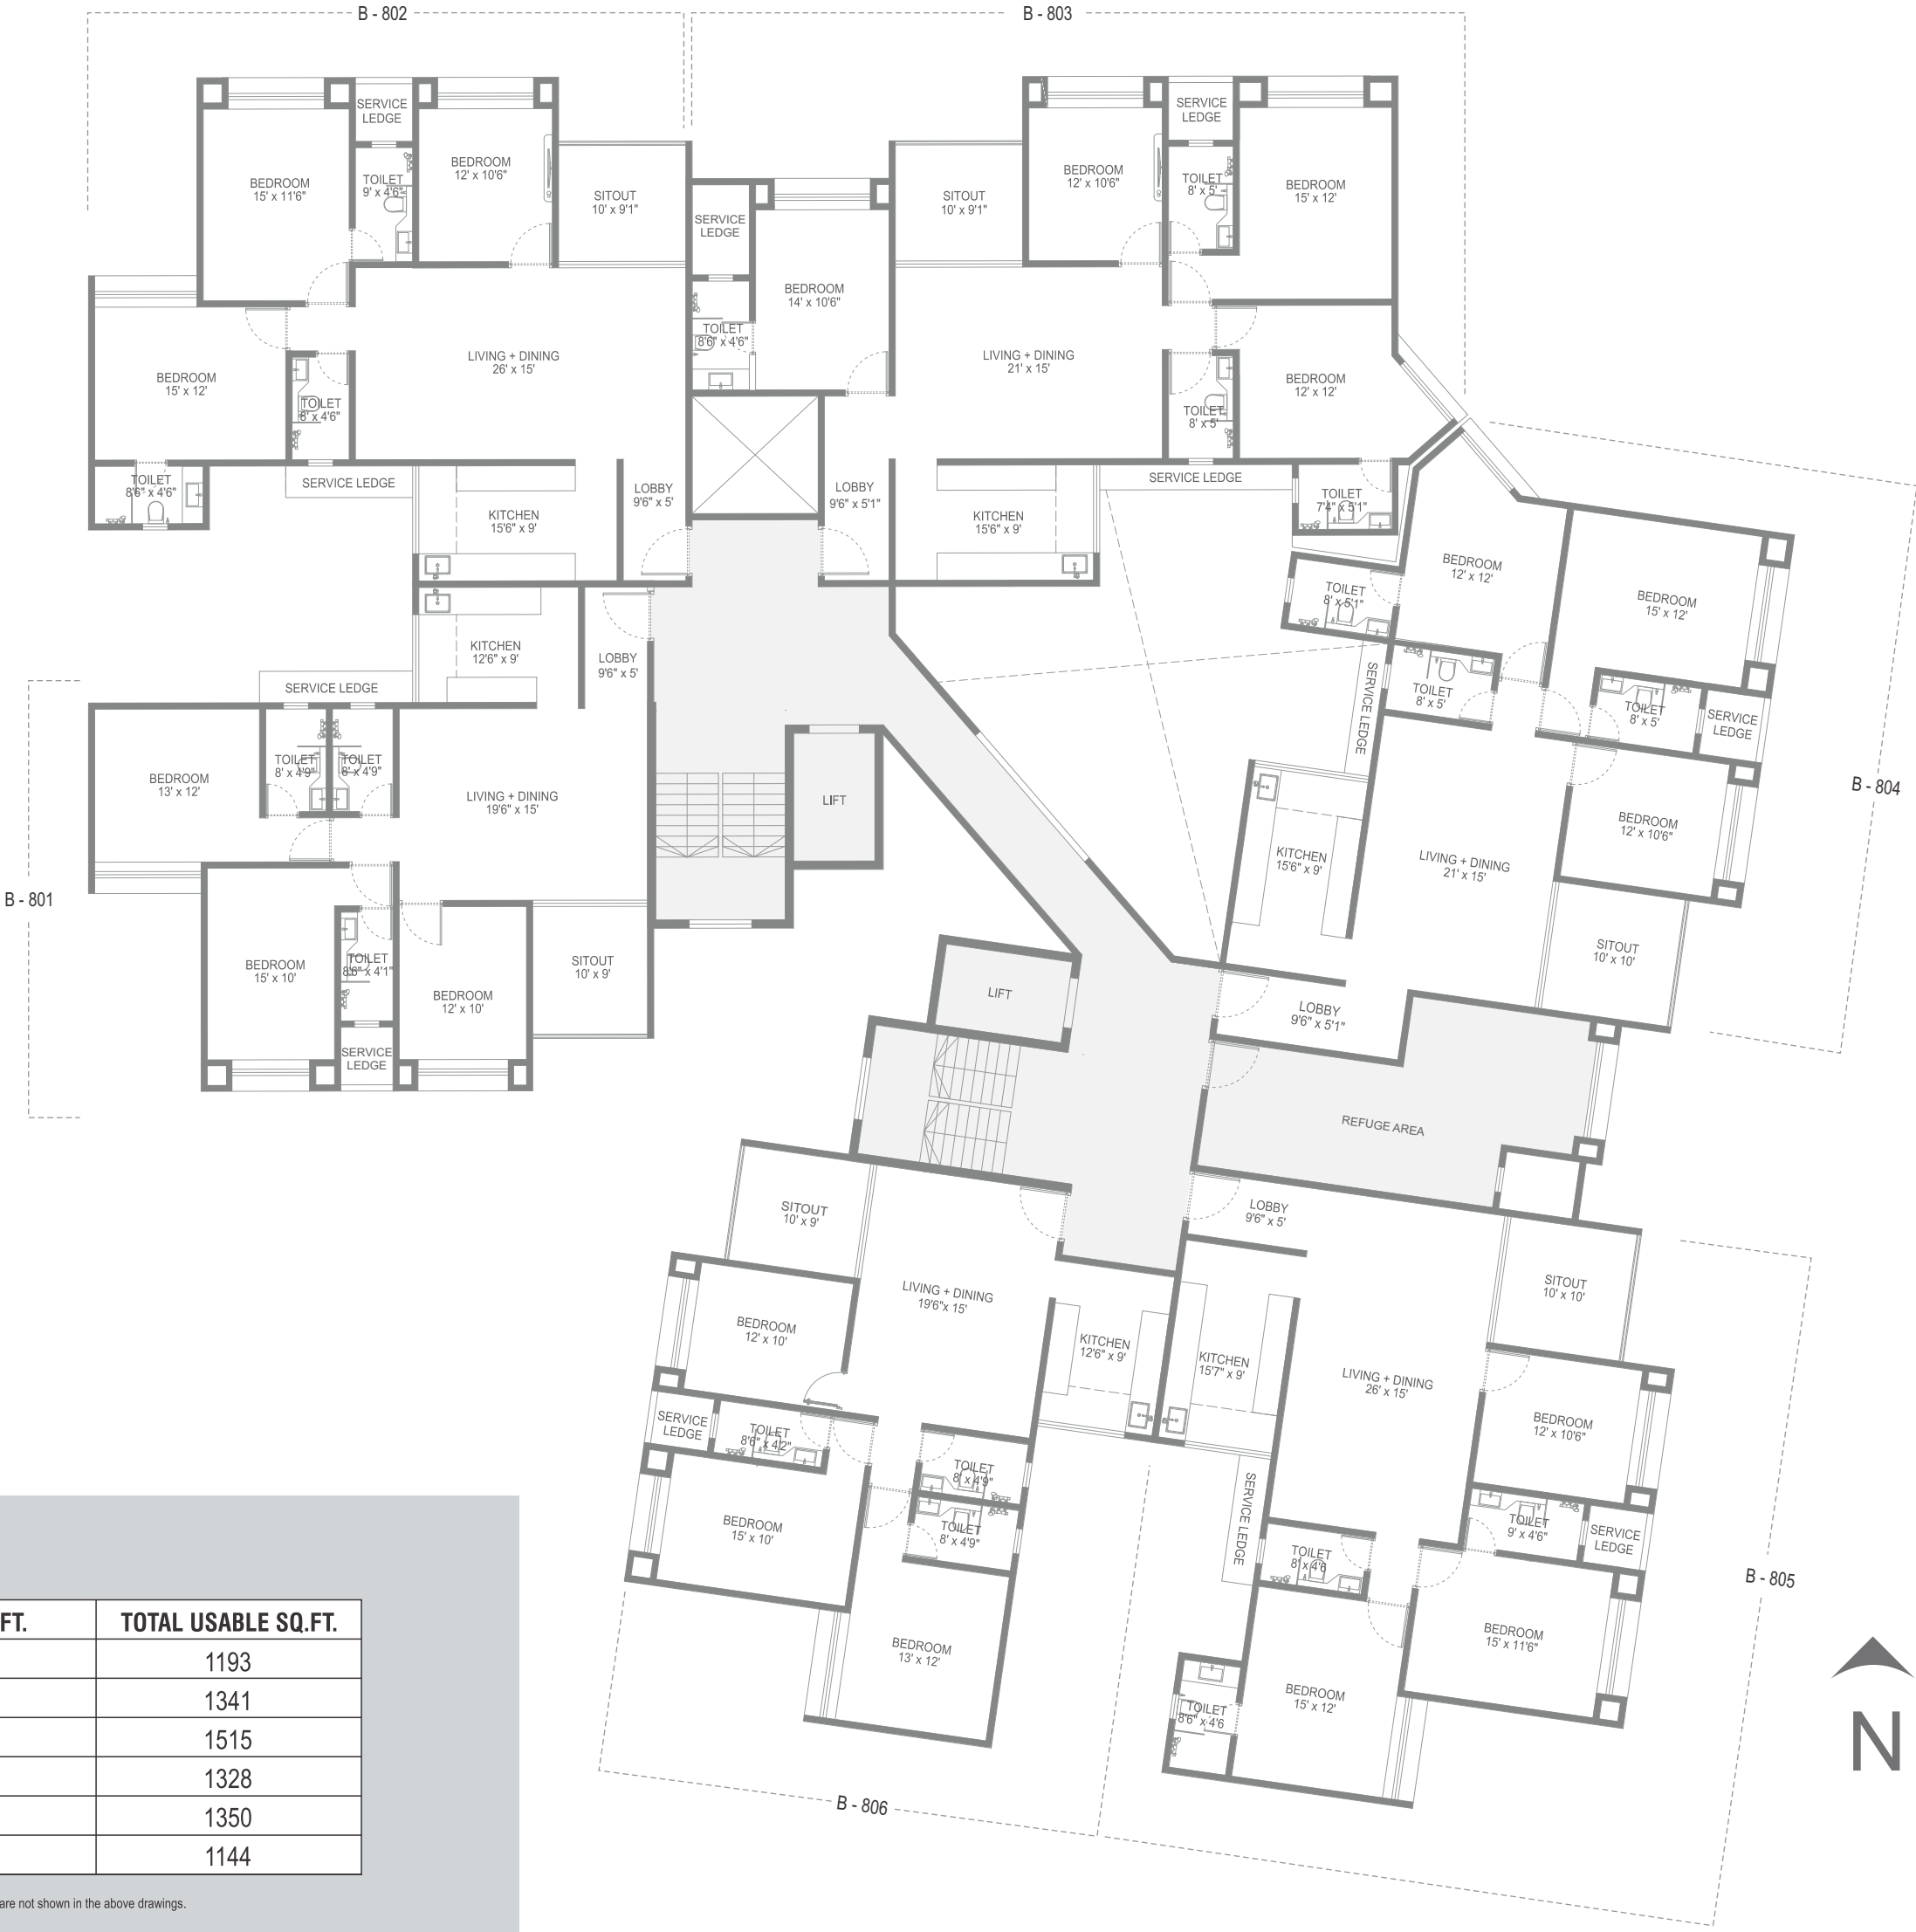 B - 802
B - 803
SERVICE
LEDGE
BEDROOM
15' x 11'6"
TOILET
9' x 4'6"
BEDROOM
12' x 10'6"
SITOUT
10' x 9'1"
BEDROOM
15' x 12'
TOILET
8' x 4'6"
LIVING + DINING
26' x 15'
TOILET
8'6" x 4'6"
SERVICE LEDGE
KITCHEN
15'6" x 9'
LOBBY
9'6" x 5'
SERVICE
LEDGE
BEDROOM
14' x 10'6"
TOILET
8'6" x 4'6"
SITOUT
10' x 9'1"
BEDROOM
12' x 10'6"
SERVICE
LEDGE
TOILET
8' x 5'
BEDROOM
15' x 12'
LIVING + DINING
21' x 15'
BEDROOM
12' x 12'
TOILET
8' x 5'
LOBBY
9'6" x 5'1"
KITCHEN
15'6" x 9'
SERVICE LEDGE
TOILET
7'4" x 5'1"
BEDROOM
12' x 12'
TOILET
8' x 5'1"
BEDROOM
15' x 12'
TOILET
8' x 5'
TOILET
8' x 5'
SERVICE
LEDGE
SERVICE LEDGE
B - 804
BEDROOM
12' x 10'6"
KITCHEN
15'6" x 9'
LIVING + DINING
21' x 15'
SITOUT
10' x 10'
LOBBY
9'6" x 5'1"
KITCHEN
12'6" x 9'
LOBBY
9'6" x 5'
SERVICE LEDGE
BEDROOM
13' x 12'
TOILET
8' x 4'9"
TOILET
8' x 4'9"
LIVING + DINING
19'6" x 15'
LIFT
B - 801
BEDROOM
15' x 10'
TOILET
8'6" x 4'1"
BEDROOM
12' x 10'
SITOUT
10' x 9'
SERVICE
LEDGE
LIFT
REFUGE AREA
SITOUT
10' x 9'
LOBBY
9'6" x 5'
LIVING + DINING
19'6"x 15'
BEDROOM
12' x 10'
KITCHEN
12'6" x 9'
KITCHEN
15'7" x 9'
SITOUT
10' x 10'
LIVING + DINING
26' x 15'
BEDROOM
12' x 10'6"
SERVICE
LEDGE
TOILET
8'6" x 4'2"
TOILET
8' x 4'9"
TOILET
8' x 4'9"
BEDROOM
15' x 10'
SERVICE LEDGE
TOILET
8' x 4'6
TOILET
9' x 4'6"
SERVICE
LEDGE
B - 805
BEDROOM
13' x 12'
BEDROOM
15' x 11'6"
BEDROOM
15' x 12'
TOILET
8'6" x 4'6
B - 806
N
FT. TOTAL USABLE SQ.FT.
1193
1341
1515
1328
1350
1144
are not shown in the above drawings.